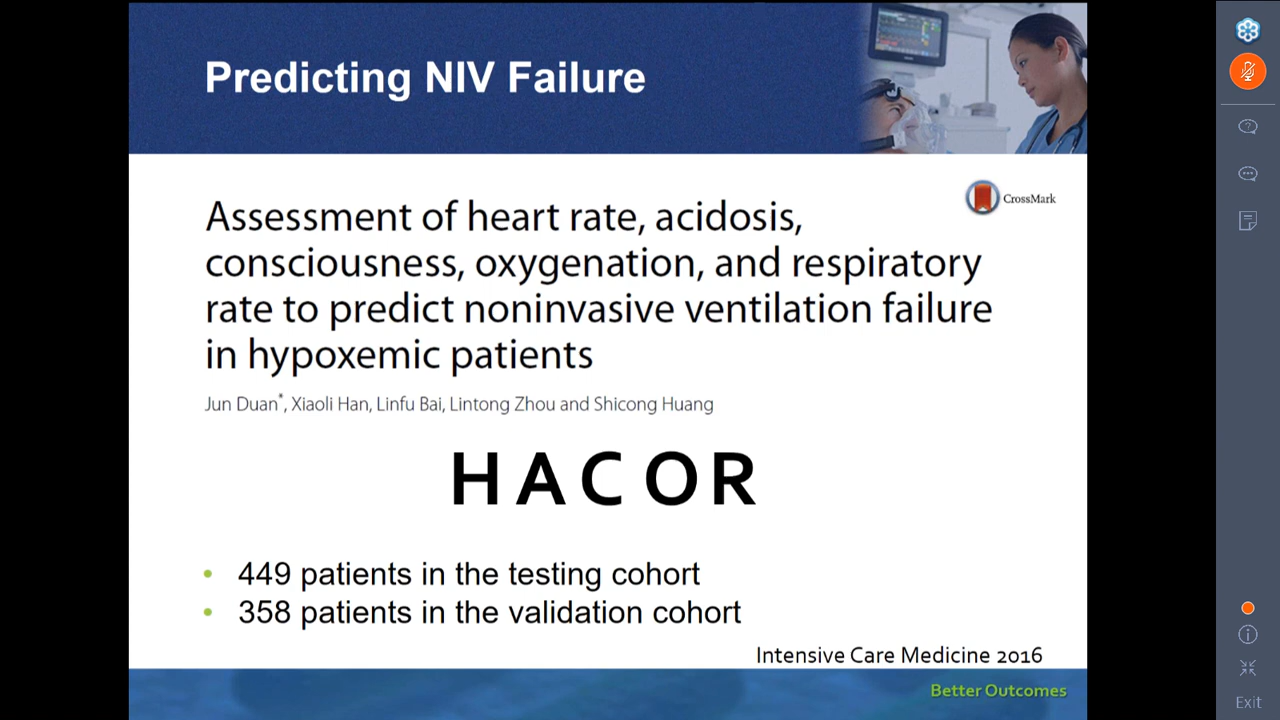 Predicting NIV Failure
CrossMark
Assessment of heart rate, acidosis,
consciousness, oxygenation, and respiratory
rate to predict noninvasive ventilation failure
in hypoxemic patients
Jun Duan*, Xiaoli Han, Linfu Bai, Lintong Zhou and Shicong Huang
H A C O R
• 449 patients in the testing cohort
• 358 patients in the validation cohort
Intensive Care Medicine 2016
Better Outcomes
Exit